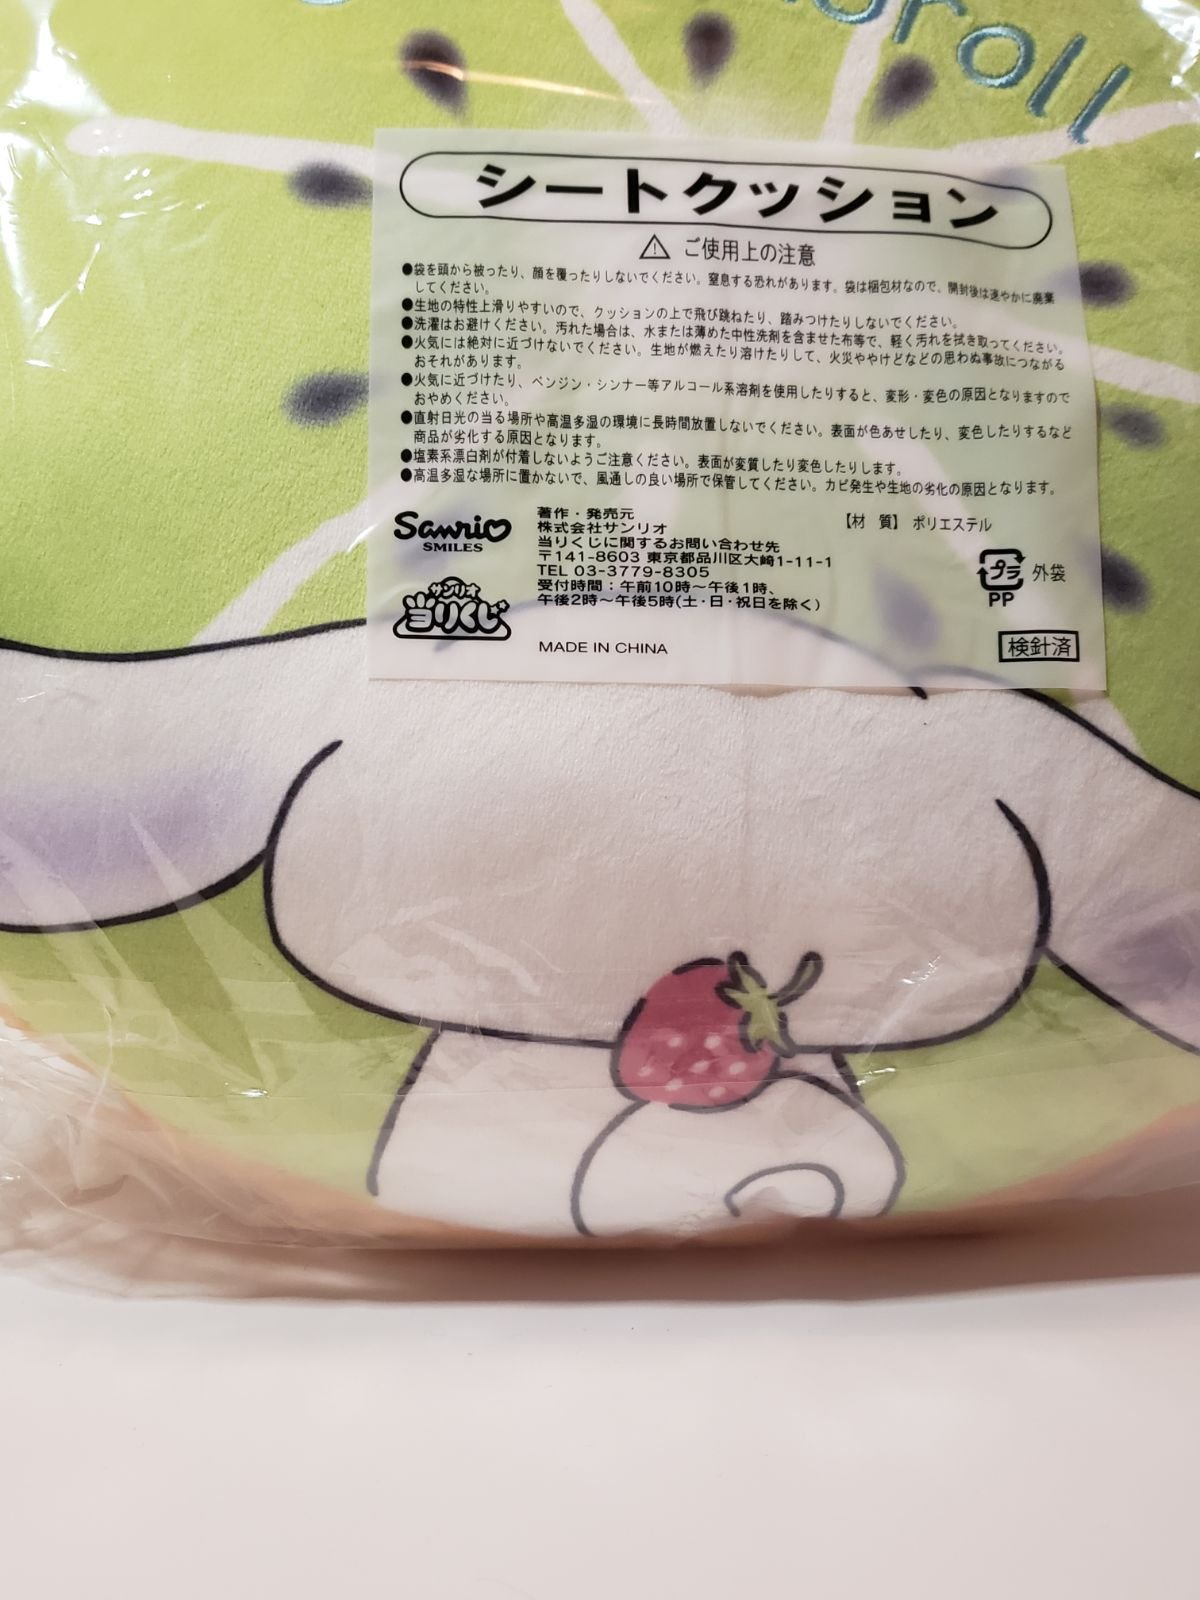 oroll
シートクッション
⚠ ご使用上の注意
●袋を頭から被ったり、顔を覆ったりしないでください。窒息する恐れがあります。袋は梱包材なので、開封後は速やかに廃棄
してください。
●生地の特性上滑りやすいので、クッションの上で飛び跳ねたり、踏みつけたりしないでください。
●洗濯はお避けください。汚れた場合は、水または薄めた中性洗剤を含ませた布等で、軽く汚れを拭き取ってください。
●火気には絶対に近づけないでください。生地が燃えたり溶けたりして、火災ややけどなどの思わぬ事故につながる
おそれがあります。
●火気に近づけたり、ベンジン・シンナー等アルコール系溶剤を使用したりすると、変形・変色の原因となりますので
おやめください。
●直射日光の当る場所や高温多湿の環境に長時間放置しないでください。表面が色あせしたり、変色したりするなど
商品が劣化する原因となります。
●塩素系漂白剤が付着しないようご注意ください。表面が変質したり変色したりします。
●高温多湿な場所に置かないで、風通しの良い場所で保管してください。カビ発生や生地の劣化の原因となります。
Sanrio
SMILES
サンリオ
当りくじ
著作・発売元
株式会社サンリオ
当りくじに関するお問い合わせ先
〒141-8603 東京都品川区大崎1-11-1
TEL 03-3779-8305
受付時間：午前10時～午後1時、
午後2時～午後5時(土・日・祝日を除く)
MADE IN CHINA
【材 質】 ポリエステル
プラ 外袋
PP
検針済